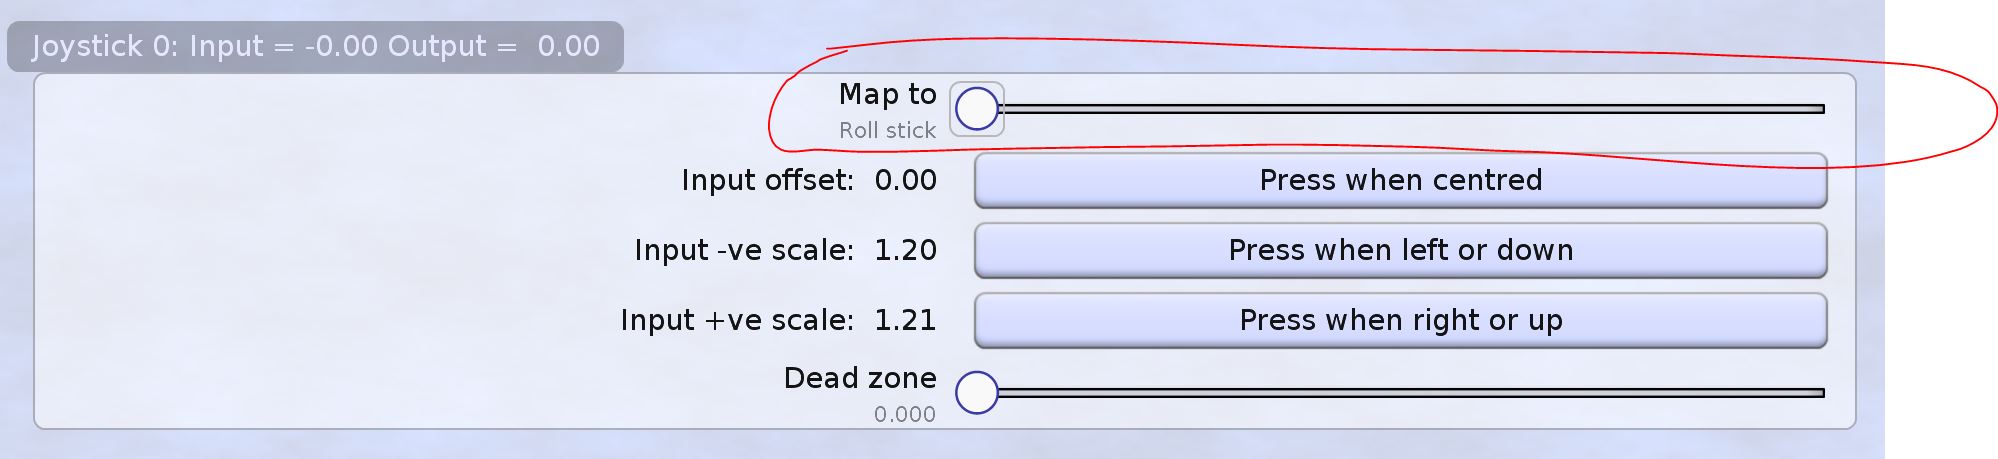 Joystick 0: Input = -0.00 Output =  0.00
Map to
Roll stick
Input offset:  0.00
Press when centred
Input -ve scale:  1.20
Press when left or down
Input +ve scale:  1.21
Press when right or up
Dead zone
0.000